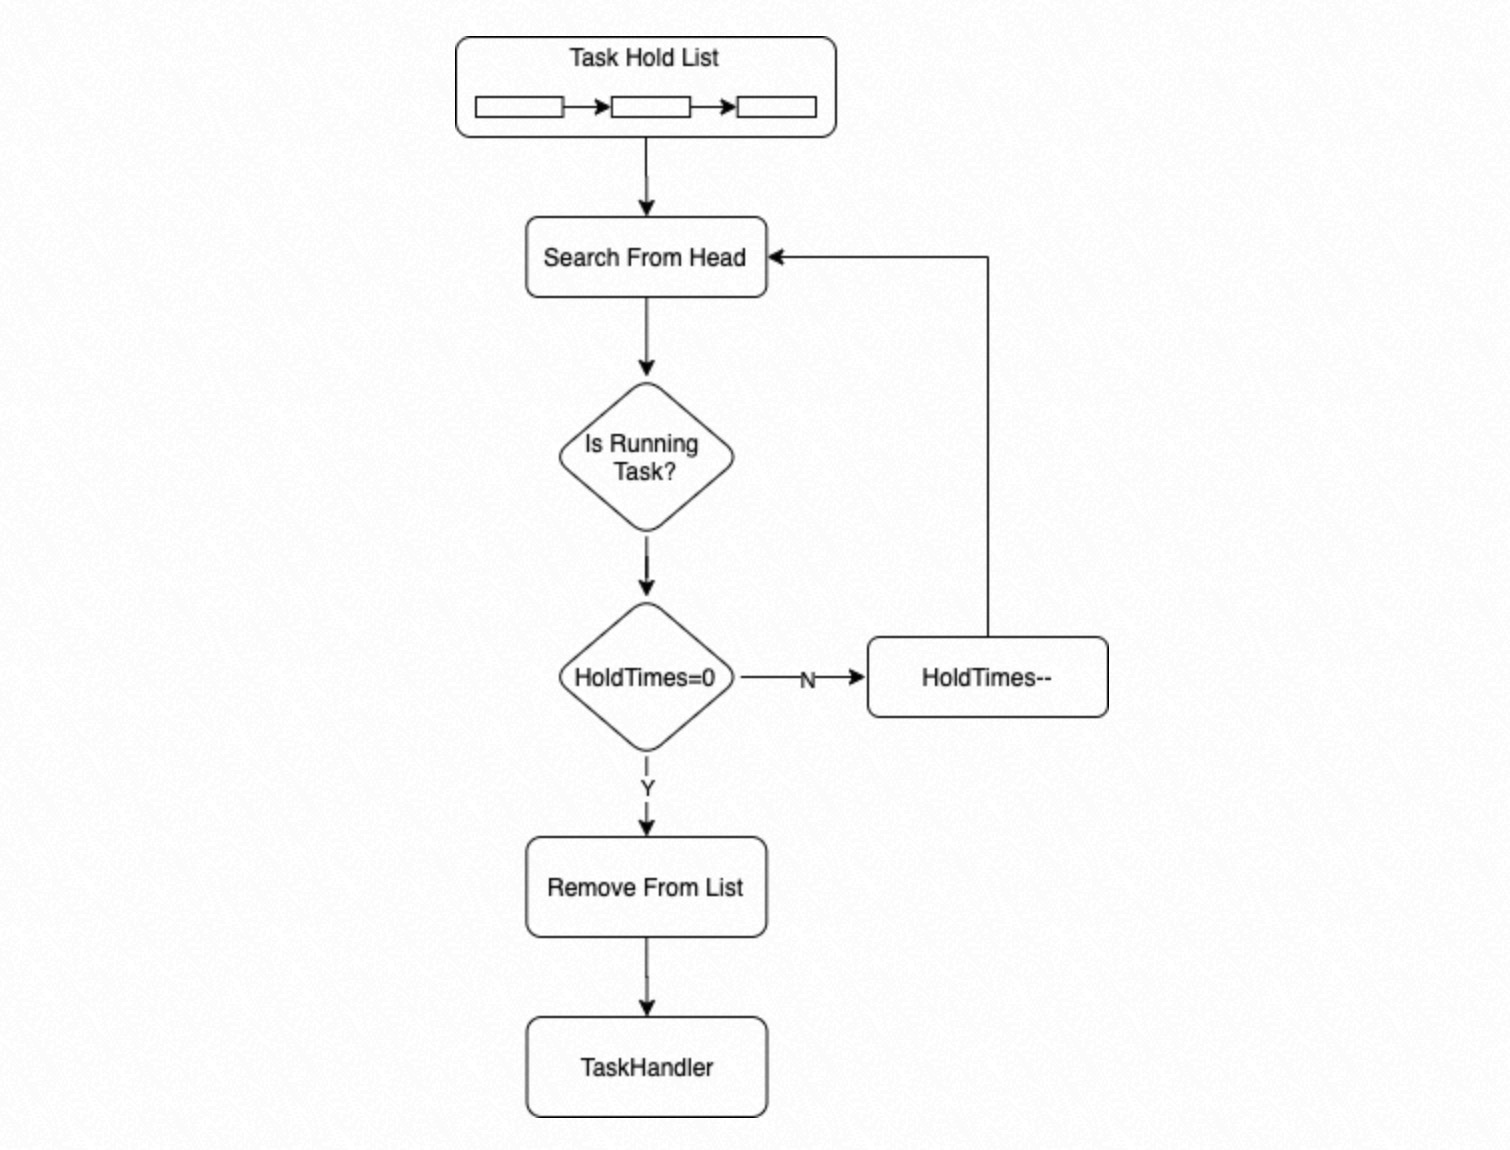 Task Hold List
Search From Head
Is Running
Task?
HoldTimes=0
N
HoldTimes--
Y
Remove From List
TaskHandler